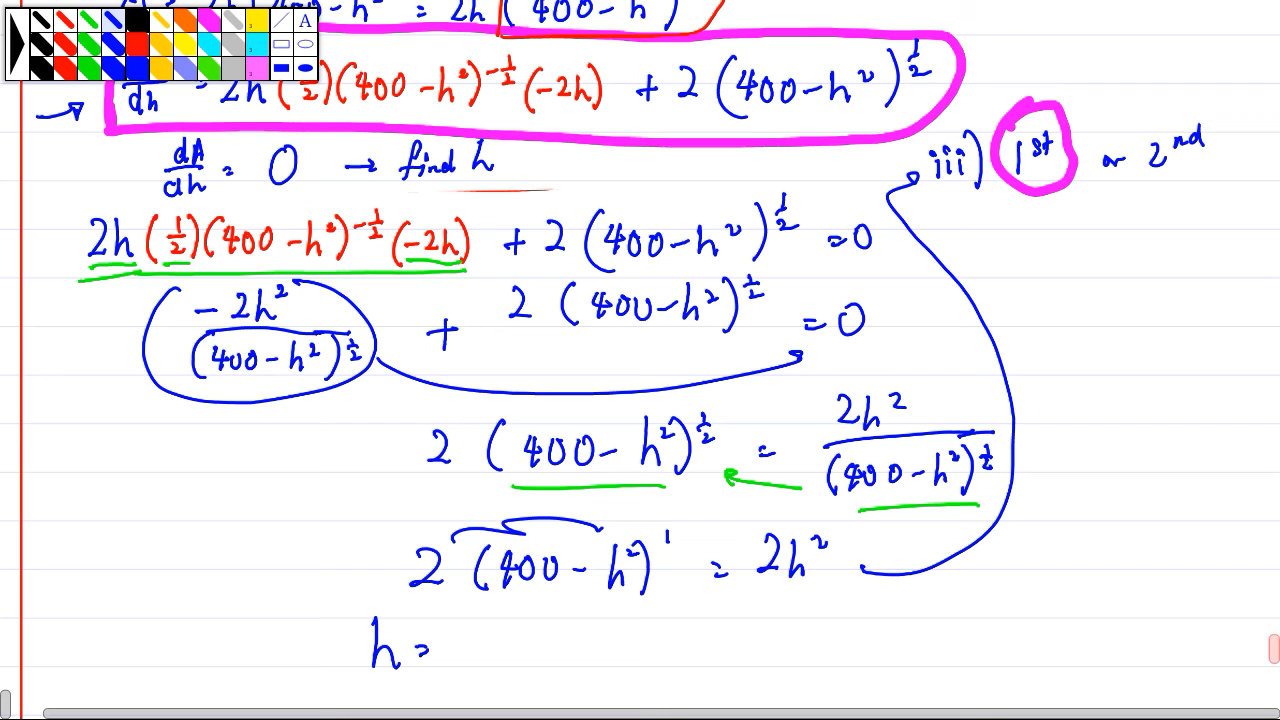 = 2h (400-h
dh 2h (1/2)(400-h²)^-1/2 (-2h) + 2 (400-h²)^1/2
dA/dh = 0 → find h
iii) 1st or 2nd
2h (1/2)(400-h²)^-1/2 (-2h) + 2 (400-h²)^1/2 = 0
-2h²/(400-h²)^1/2 + 2 (400-h²)^1/2 = 0
2 (400-h²)^1/2 = 2h²/(400-h²)^1/2
2 (400-h²)^1 = 2h²
h =